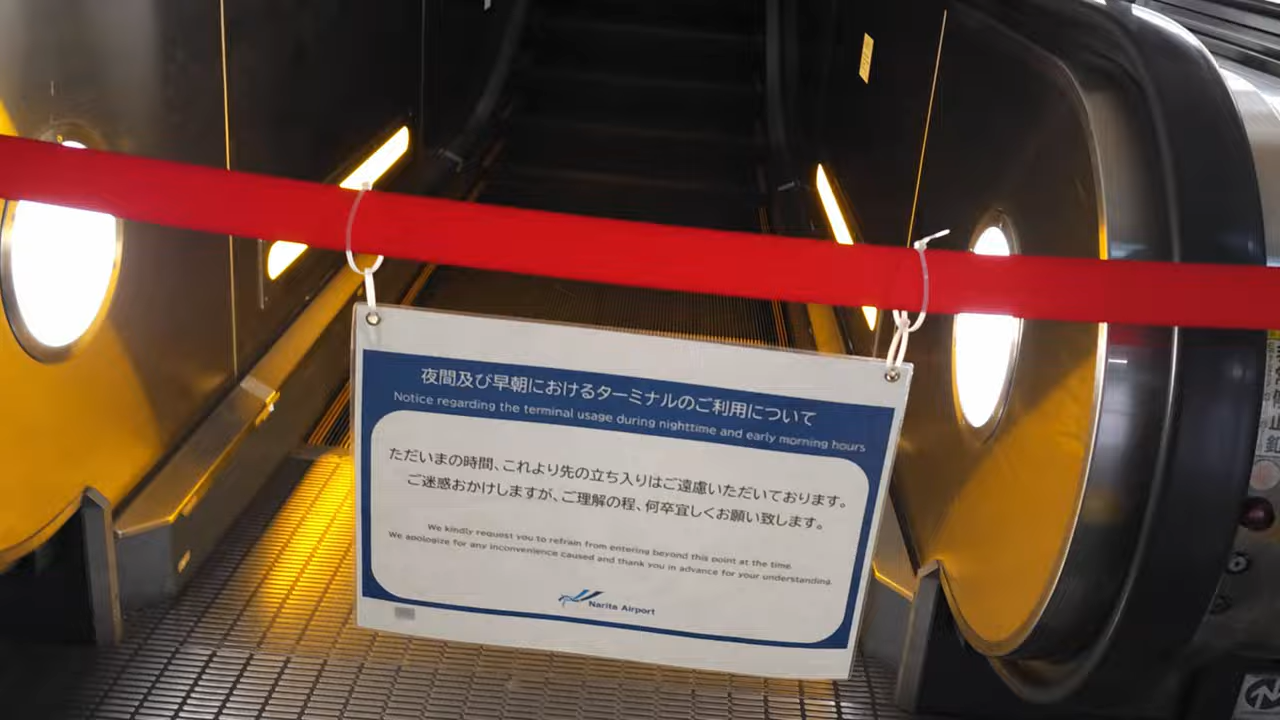 夜間及び早朝におけるターミナルのご利用について
Notice regarding the terminal usage during nighttime and early morning hours
ただいまの時間、これより先の立ち入りはご遠慮いただいております。
ご迷惑おかけしますが、ご理解の程、何卒宜しくお願い致します。
We kindly request you to refrain from entering beyond this point at the time.
We apologize for any inconvenience caused and thank you in advance for your understanding.
Narita Airport